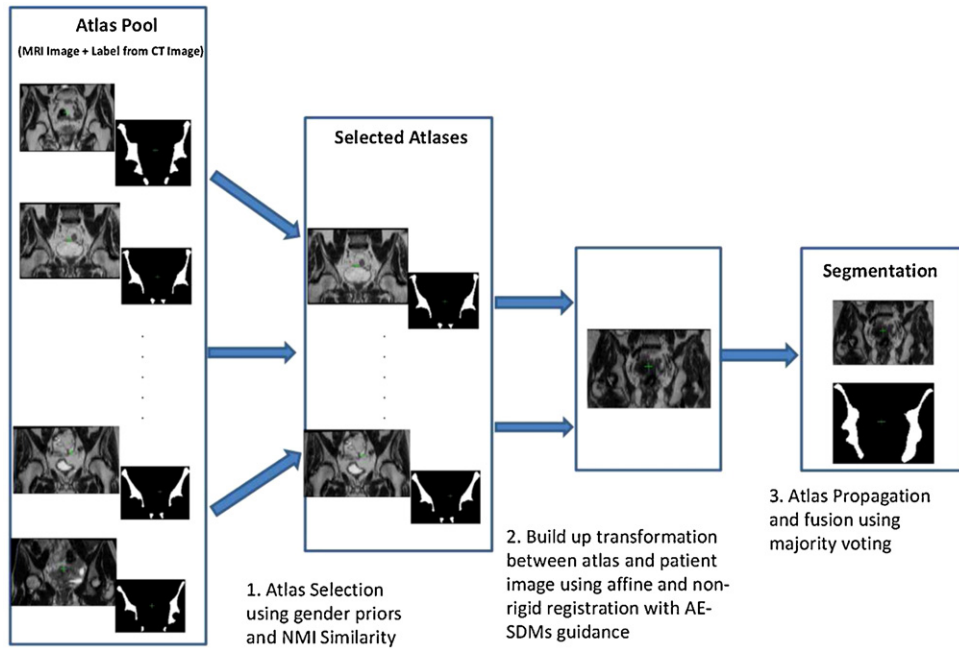 Atlas Pool
(MRI Image + Label from CT Image)
Selected Atlases
Segmentation
1. Atlas Selection
using gender priors
and NMI Similarity
2. Build up transformation
between atlas and patient
image using affine and non-
rigid registration with AE-
SDMs guidance
3. Atlas Propagation
and fusion using
majority voting